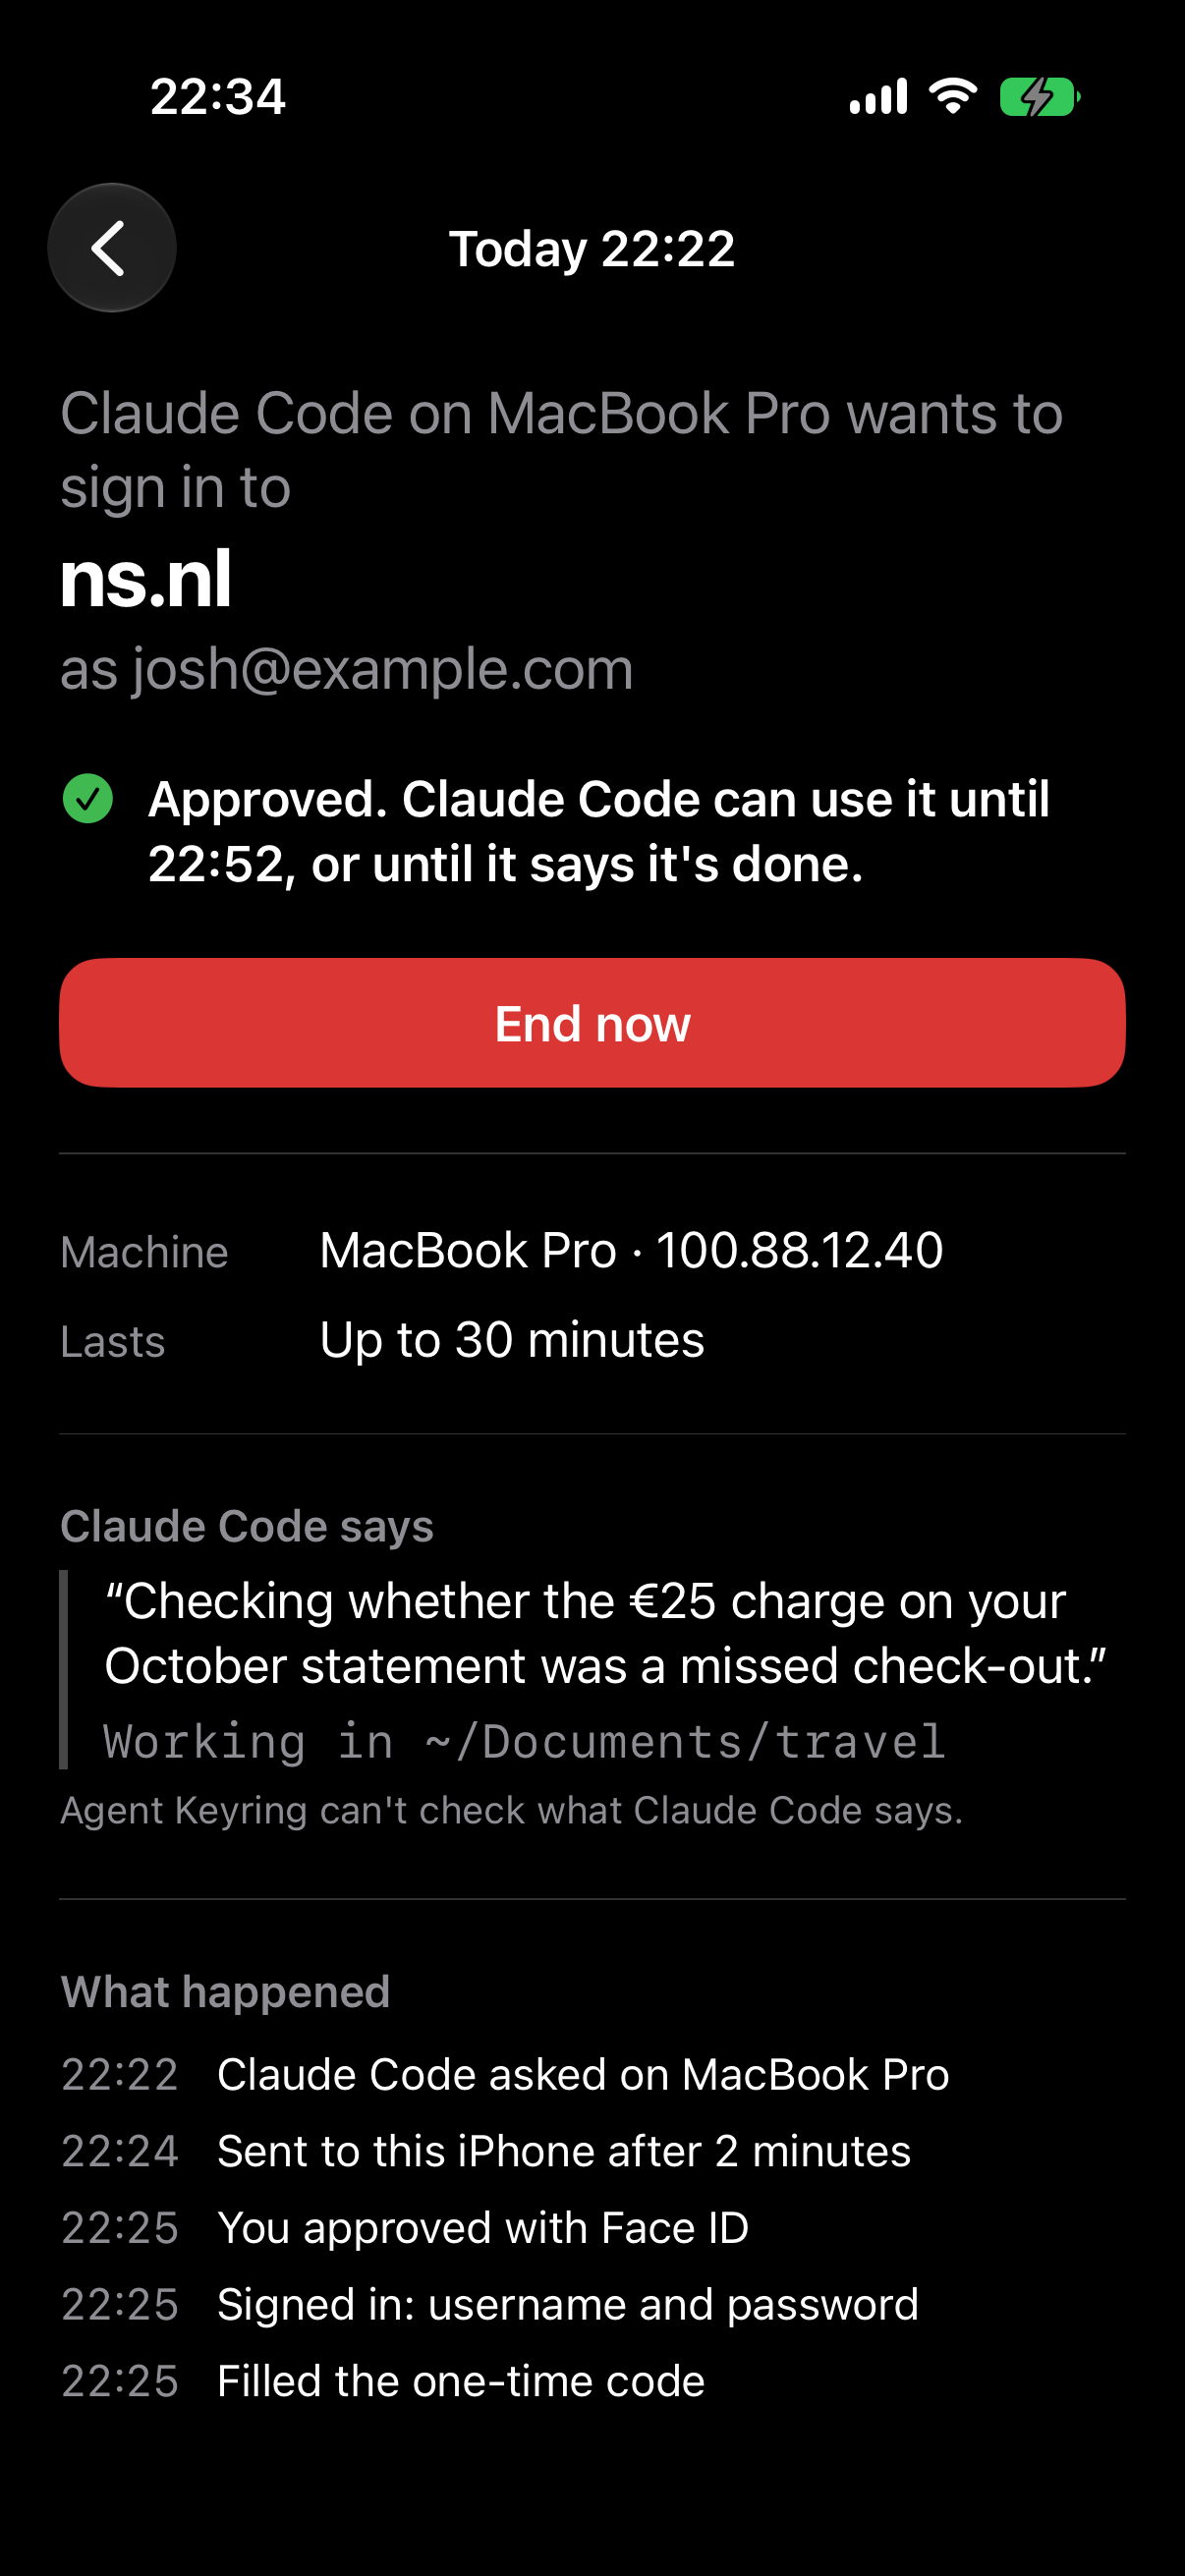 22:34
Today 22:22
Claude Code on MacBook Pro wants to
sign in to
ns.nl
as josh@example.com
Approved. Claude Code can use it until
22:52, or until it says it's done.
End now
Machine MacBook Pro · 100.88.12.40
Lasts Up to 30 minutes
Claude Code says
“Checking whether the €25 charge on your
October statement was a missed check-out.”
Working in ~/Documents/travel
Agent Keyring can't check what Claude Code says.
What happened
22:22 Claude Code asked on MacBook Pro
22:24 Sent to this iPhone after 2 minutes
22:25 You approved with Face ID
22:25 Signed in: username and password
22:25 Filled the one-time code